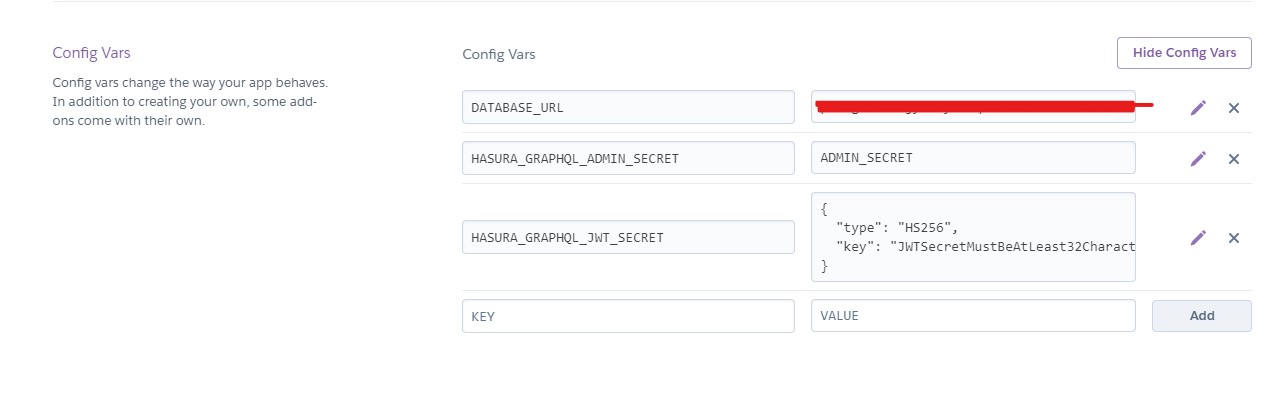 Config Vars
Config vars change the way your app behaves.
In addition to creating your own, some add-
ons come with their own.
Config Vars
Hide Config Vars
DATABASE_URL
HASURA_GRAPHQL_ADMIN_SECRET
ADMIN_SECRET
HASURA_GRAPHQL_JWT_SECRET
{
"type": "HS256",
"key": "JWTSecretMustBeAtLeast32Charact
}
KEY
VALUE
Add